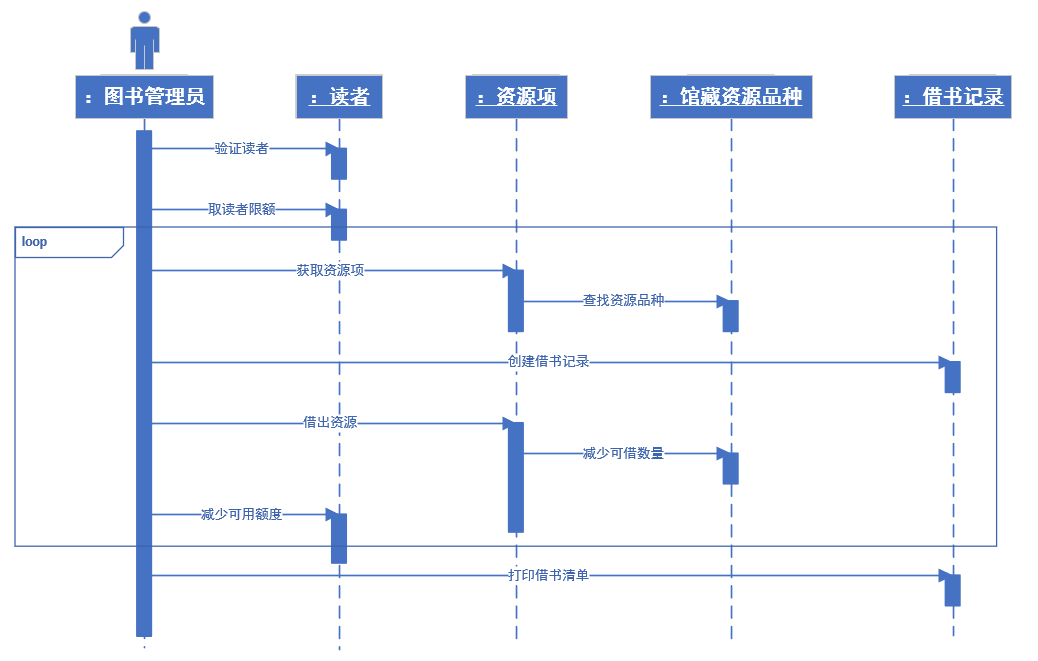 ：图书管理员
：读者
：资源项
：馆藏资源品种
：借书记录
验证读者
取读者限额
loop
获取资源项
查找资源品种
创建借书记录
借出资源
减少可借数量
减少可用额度
打印借书清单